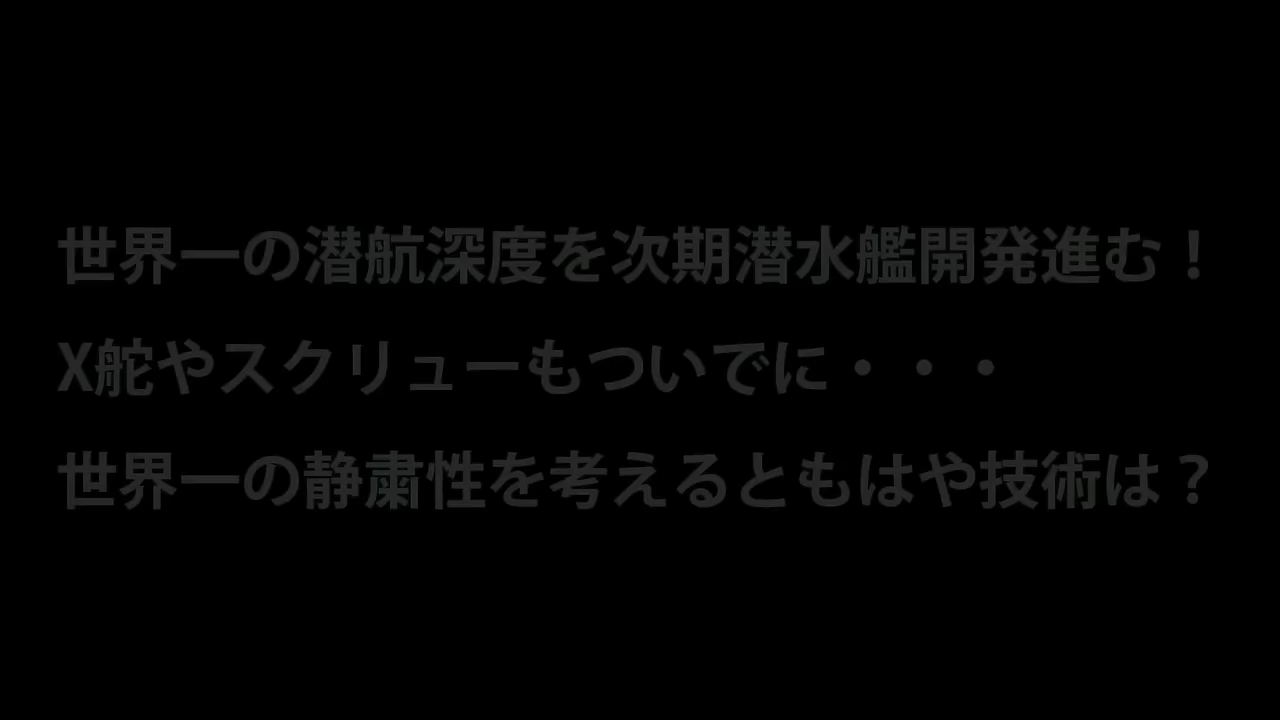 世界一の潜航深度を次期潜水艦開発進む！
X舵やスクリューもついでに・・・
世界一の静粛性を考えるともはや技術は？